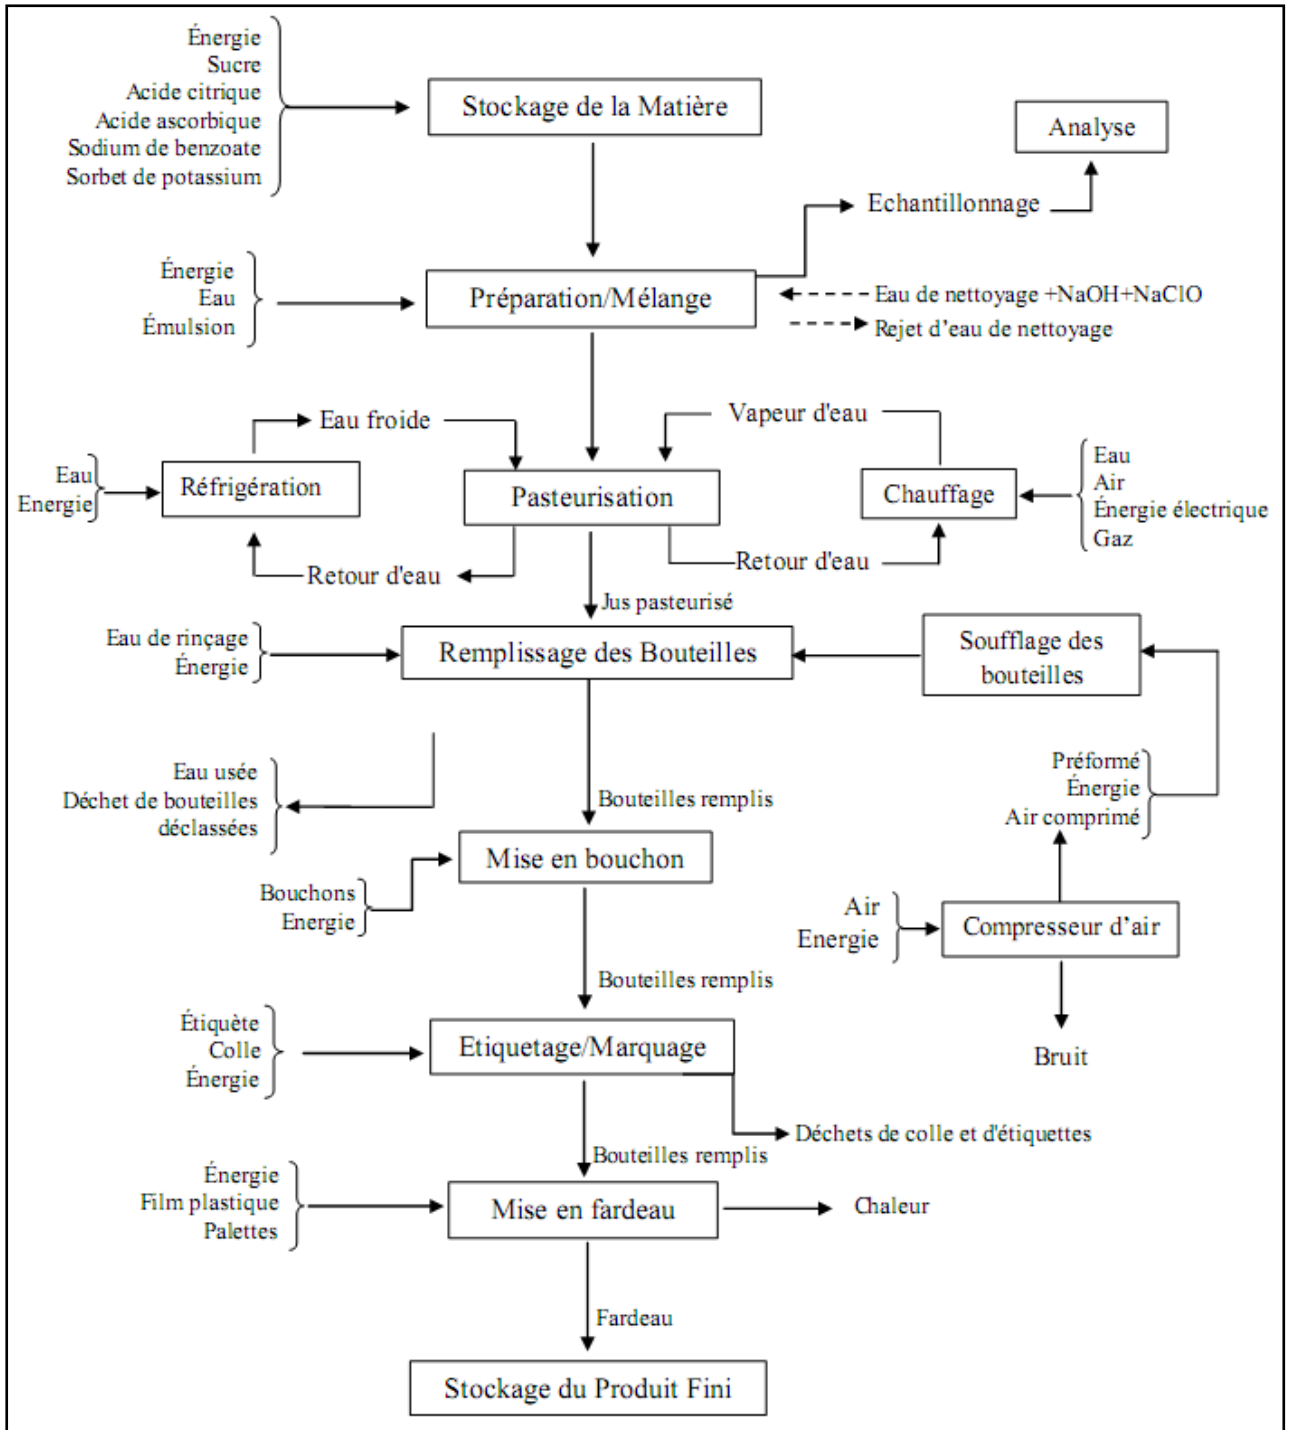 Énergie
Sucre
Acide citrique
Acide ascorbique
Sodium de benzoate
Sorbet de potassium
Stockage de la Matière
Analyse
Echantillonnage
Énergie
Eau
Émulsion
Préparation/Mélange
Eau de nettoyage +NaOH+NaClO
Rejet d'eau de nettoyage
Eau froide
Vapeur d'eau
Eau
Energie
Réfrigération
Pasteurisation
Chauffage
Eau
Air
Énergie électrique
Gaz
Retour d'eau
Retour d'eau
Jus pasteurisé
Eau de rinçage
Énergie
Remplissage des Bouteilles
Soufflage des
bouteilles
Eau usée
Déchet de bouteilles
déclassées
Bouteilles remplis
Préformé
Énergie
Air comprimé
Mise en bouchon
Bouchons
Energie
Air
Energie
Compresseur d'air
Bouteilles remplis
Étiquète
Colle
Énergie
Etiquetage/Marquage
Bruit
Déchets de colle et d'étiquettes
Bouteilles remplis
Énergie
Film plastique
Palettes
Mise en fardeau
Chaleur
Fardeau
Stockage du Produit Fini